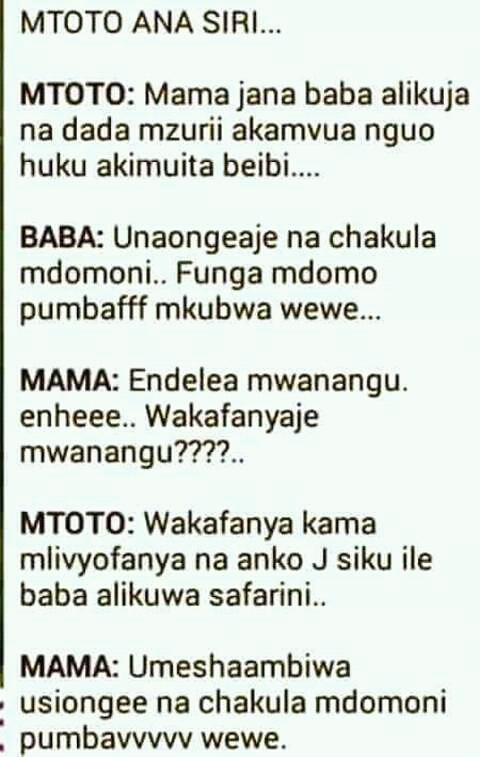 MTOTO ANA SIRI...
MTOTO: Mama jana baba alikuja
na dada mzurii akamvua nguo
huku akimuita beibi....
BABA: Unaongeaje na chakula
mdomoni.. Funga mdomo
pumbafff mkubwa wewe...
MAMA: Endelea mwanangu.
enheee.. Wakafanyaje
mwanangu????..
MTOTO: Wakafanya kama
mlivyofanya na anko J siku ile
baba alikuwa safarini..
MAMA: Umeshaambiwa
usiongee na chakula mdomoni
pumbavvvvv wewe.